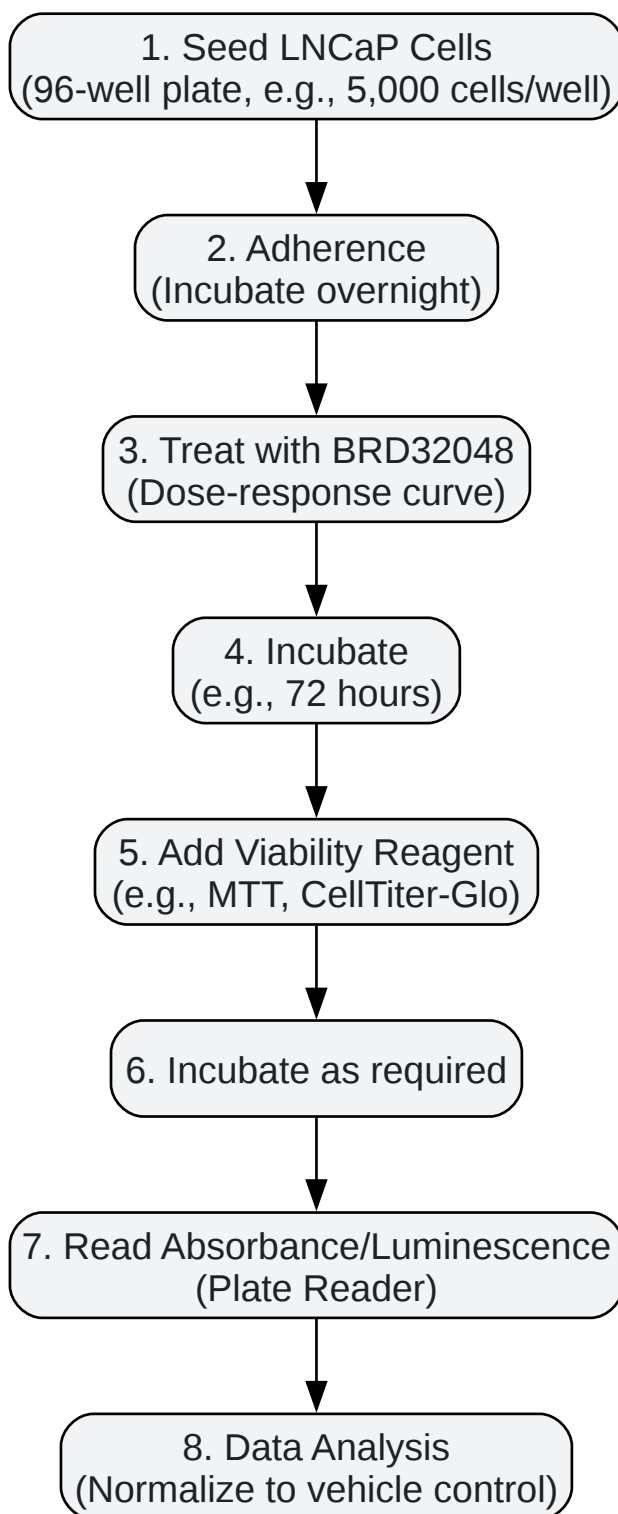 1. Seed LNCaP Cells
(96-well plate, e.g., 5,000 cells/well)
2. Adherence
(Incubate overnight)
3. Treat with BRD32048
(Dose-response curve)
4. Incubate
(e.g., 72 hours)
5. Add Viability Reagent
(e.g., MTT, CellTiter-Glo)
6. Incubate as required
7. Read Absorbance/Luminescence
(Plate Reader)
8. Data Analysis
(Normalize to vehicle control)